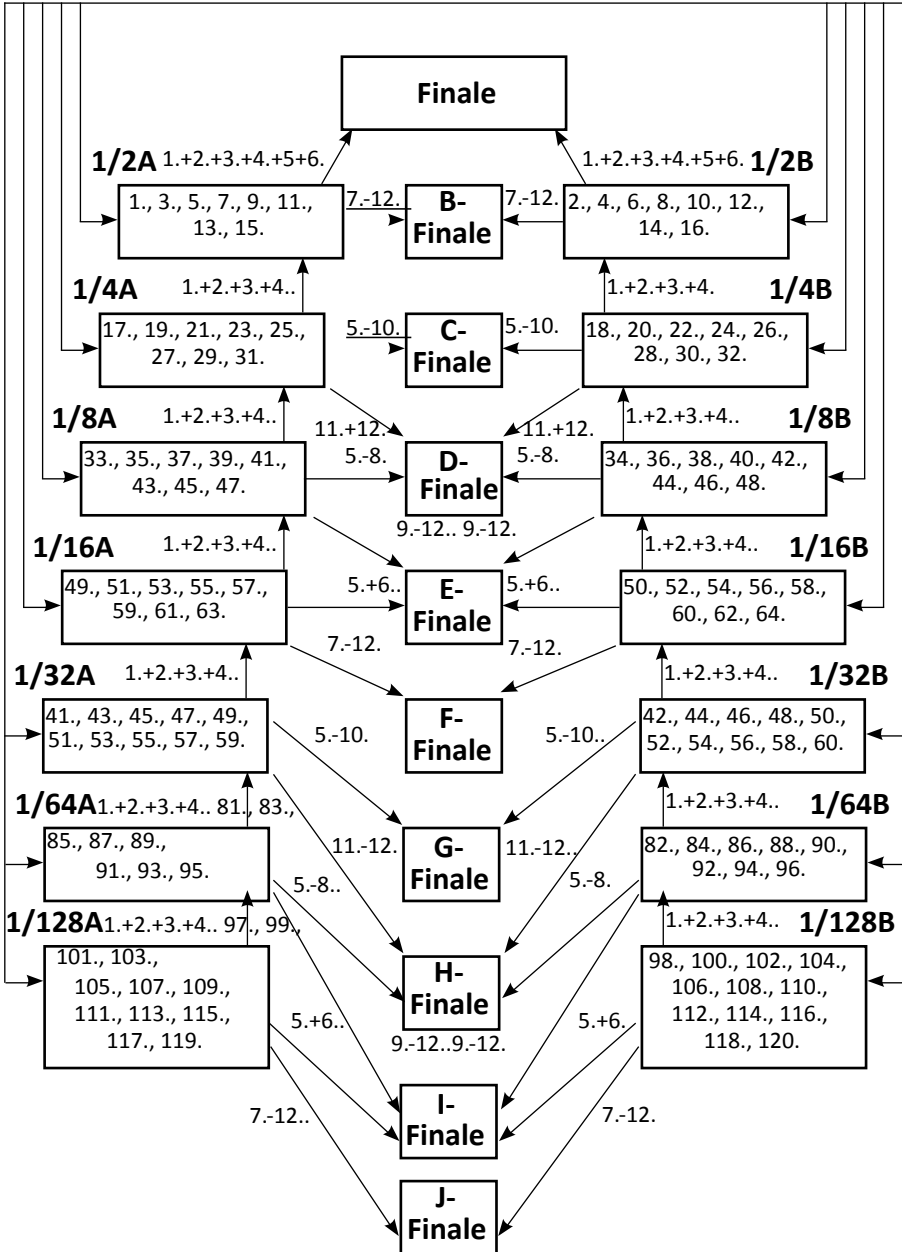 Finale
1/2A 1.+2.+3.+4.+5+6. 1.+2.+3.+4.+5+6. 1/2B
1., 3., 5., 7., 9., 11.,
13., 15.
7.-12.
B-
Finale
7.-12.
2., 4., 6., 8., 10., 12.,
14., 16.
1/4A 1.+2.+3.+4.. 1.+2.+3.+4. 1/4B
17., 19., 21., 23., 25.,
27., 29., 31.
5.-10.
C-
Finale
5.-10.
18., 20., 22., 24., 26.,
28., 30., 32.
1/8A 1.+2.+3.+4.. 1.+2.+3.+4.. 1/8B
11.+12. 11.+12.
33., 35., 37., 39., 41.,
43., 45., 47.
5.-8.
D-
Finale
5.-8.
34., 36., 38., 40., 42.,
44., 46., 48.
9.-12.. 9.-12.
1/16A 1.+2.+3.+4.. 1.+2.+3.+4.. 1/16B
49., 51., 53., 55., 57.,
59., 61., 63.
5.+6..
E-
Finale
5.+6..
50., 52., 54., 56., 58.,
60., 62., 64.
7.-12. 7.-12.
1/32A 1.+2.+3.+4.. 1.+2.+3.+4.. 1/32B
41., 43., 45., 47., 49.,
51., 53., 55., 57., 59.
F-
Finale
42., 44., 46., 48., 50.,
52., 54., 56., 58., 60.
5.-10. 5.-10..
1/64A 1.+2.+3.+4.. 81., 83., 1.+2.+3.+4.. 1/64B
85., 87., 89.,
91., 93., 95.
11.-12.
G-
Finale
11.-12..
82., 84., 86., 88., 90.,
92., 94., 96.
5.-8.. 5.-8.
1/128A 1.+2.+3.+4.. 97., 99., 1.+2.+3.+4.. 1/128B
101., 103.,
105., 107., 109.,
111., 113., 115.,
117., 119.
H-
Finale
98., 100., 102., 104.,
106., 108., 110.,
112., 114., 116.,
118., 120.
5.+6.. 5.+6.
9.-12..9.-12.
I-
Finale
7.-12.. 7.-12.
J-
Finale